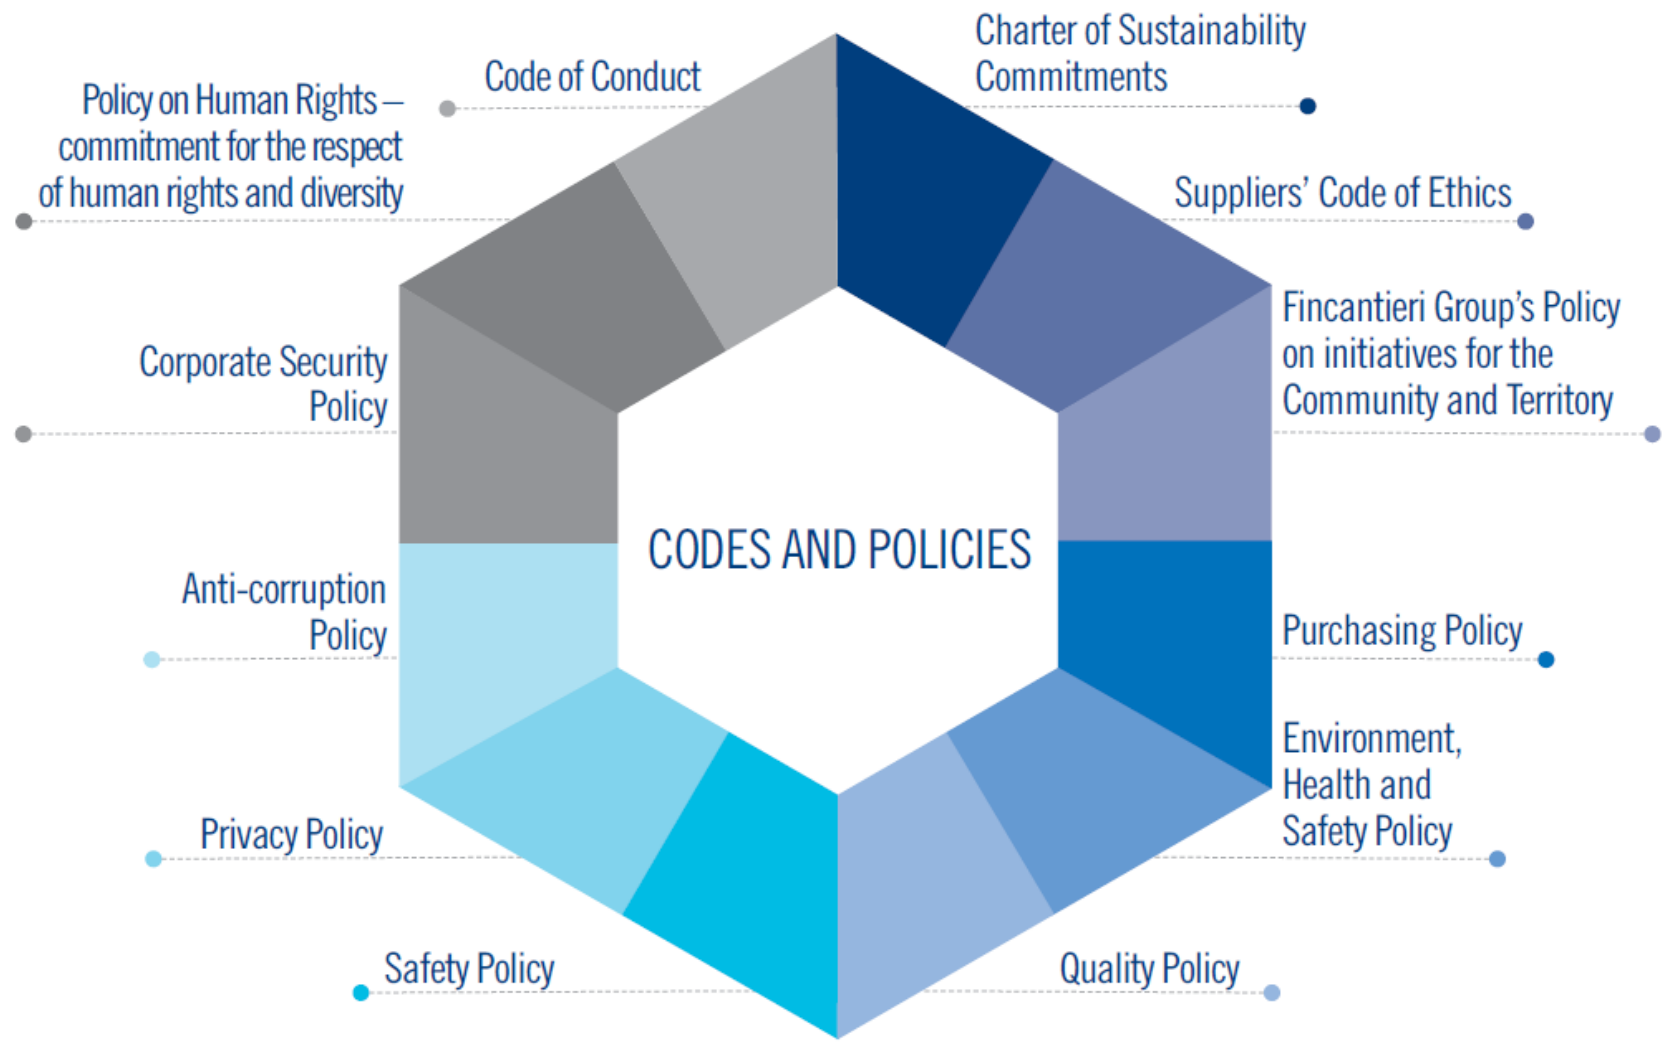 Charter of Sustainability
Commitments
Suppliers’ Code of Ethics
Fincantieri Group’s Policy
on initiatives for the
Community and Territory
Purchasing Policy
Environment,
Health and
Safety Policy
Quality Policy
Safety Policy
Privacy Policy
Anti-corruption
Policy
Corporate Security
Policy
Policy on Human Rights –
commitment for the respect
of human rights and diversity
Code of Conduct
CODES AND POLICIES